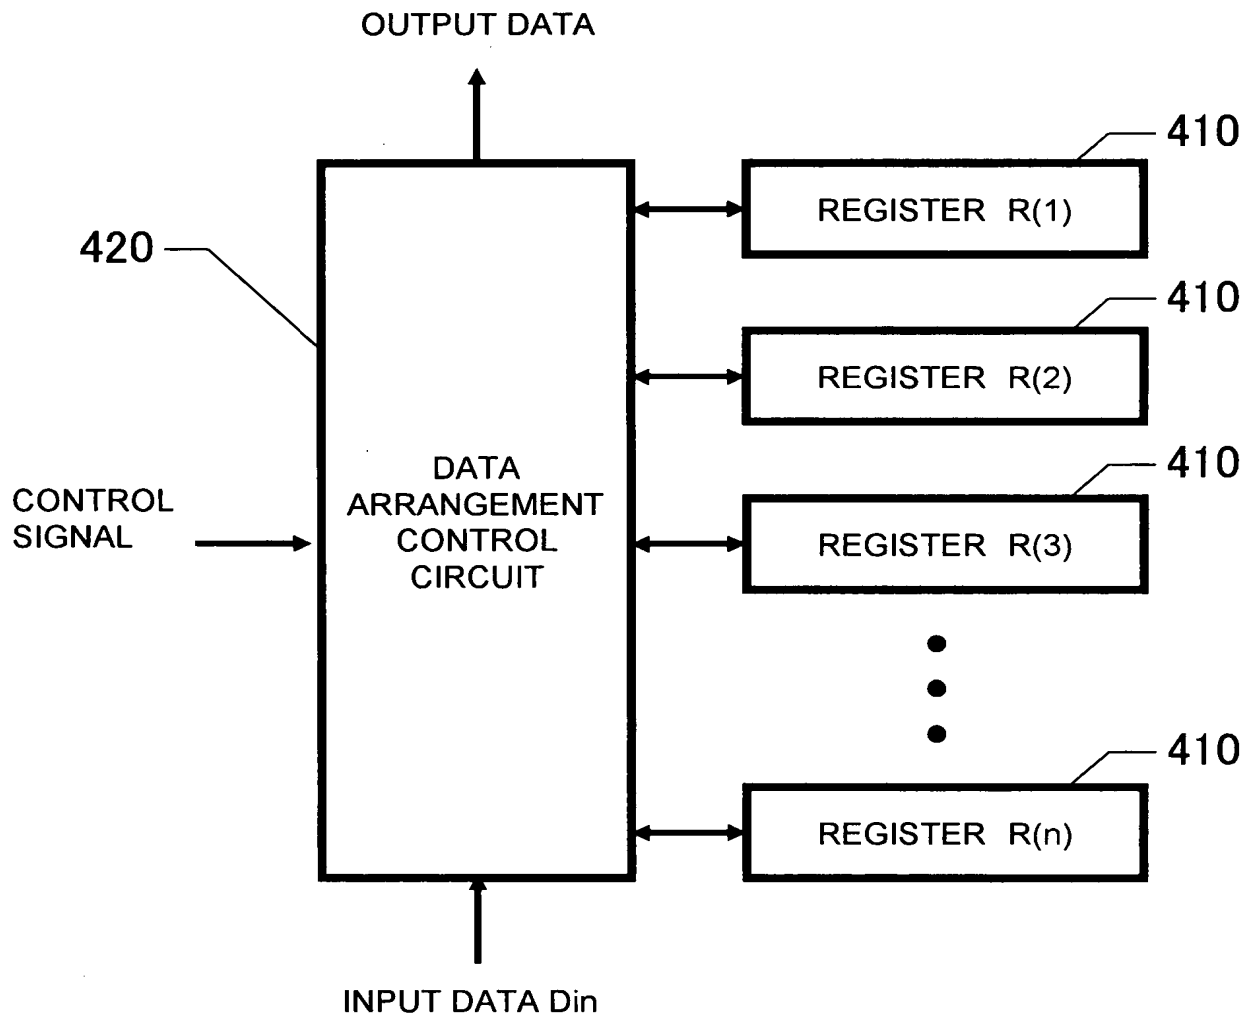 OUTPUT DATA
410
REGISTER R(1)
420
410
REGISTER R(2)
DATA
ARRANGEMENT
CONTROL
CIRCUIT
CONTROL
SIGNAL
410
REGISTER R(3)
410
REGISTER R(n)
INPUT DATA Din